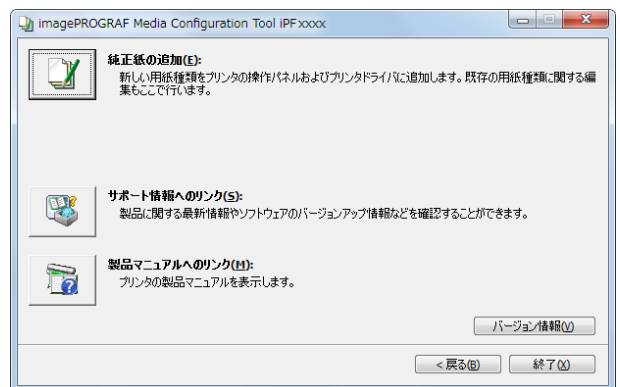 imagePROGRAF Media Configuration Tool iPFxxxx
純正紙の追加(E):
新しい用紙種類をプリンタの操作パネルおよびプリンタドライバに追加します。既存の用紙種類に関する編
集もここで行います。
サポート情報へのリンク(S):
製品に関する最新情報やソフトウェアのバージョンアップ情報などを確認することができます。
製品マニュアルへのリンク(M):
プリンタの製品マニュアルを表示します。
バージョン情報(V)
< 戻る(B)
終了(X)